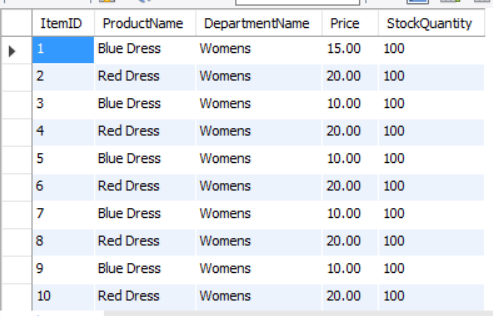 ItemID ProductName DepartmentName Price StockQuantity
1 Blue Dress Womens 15.00 100
2 Red Dress Womens 20.00 100
3 Blue Dress Womens 10.00 100
4 Red Dress Womens 20.00 100
5 Blue Dress Womens 10.00 100
6 Red Dress Womens 20.00 100
7 Blue Dress Womens 10.00 100
8 Red Dress Womens 20.00 100
9 Blue Dress Womens 10.00 100
10 Red Dress Womens 20.00 100